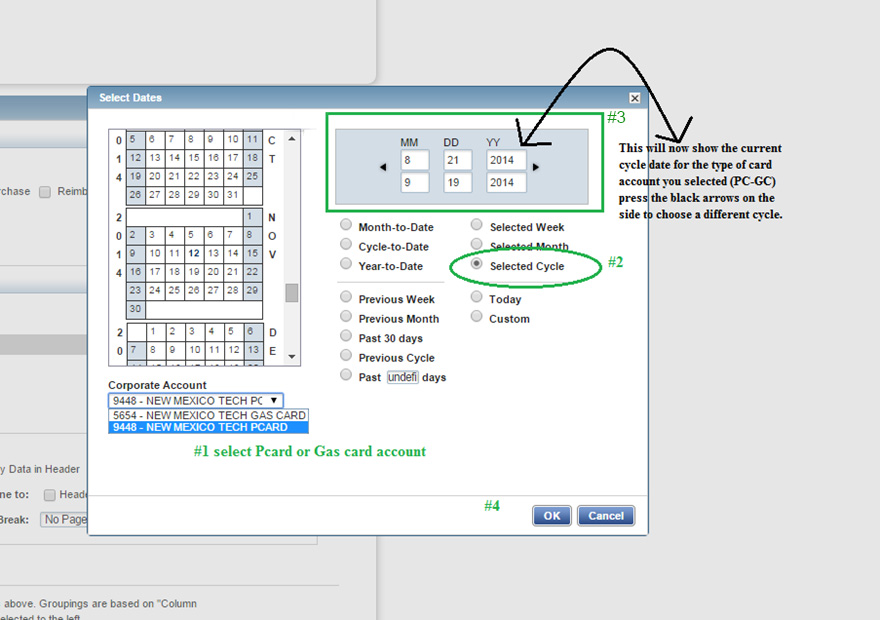 Select Dates
#3
MM DD YY
8 21 2014
9 19 2014
This will now show the current
cycle date for the type of card
account you selected (PC-GC)
press the black arrows on the
side to choose a different cycle.
0 5 6 7 8 9 10 11 C
1 12 13 14 15 16 17 18 T
4 19 20 21 22 23 24 25
26 27 28 29 30 31
2 1 N
0 2 3 4 5 6 7 8 O
1 9 10 11 12 13 14 15 V
4 16 17 18 19 20 21 22
23 24 25 26 27 28 29
30
2 1 2 3 4 5 6 D
0 7 8 9 10 11 12 13 E
Month-to-Date Selected Week
Cycle-to-Date Selected Month
Year-to-Date Selected Cycle #2
Previous Week Today
Previous Month Custom
Past 30 days
Previous Cycle
Past undefi days
Corporate Account
9448 - NEW MEXICO TECH PC
5654 - NEW MEXICO TECH GAS CARD
9448 - NEW MEXICO TECH PCARD
#1 select Pcard or Gas card account
#4
OK Cancel
rchase Reimb
y Data in Header
ne to: Heade
Break: No Page
above. Groupings are based on "Column
elected to the left.